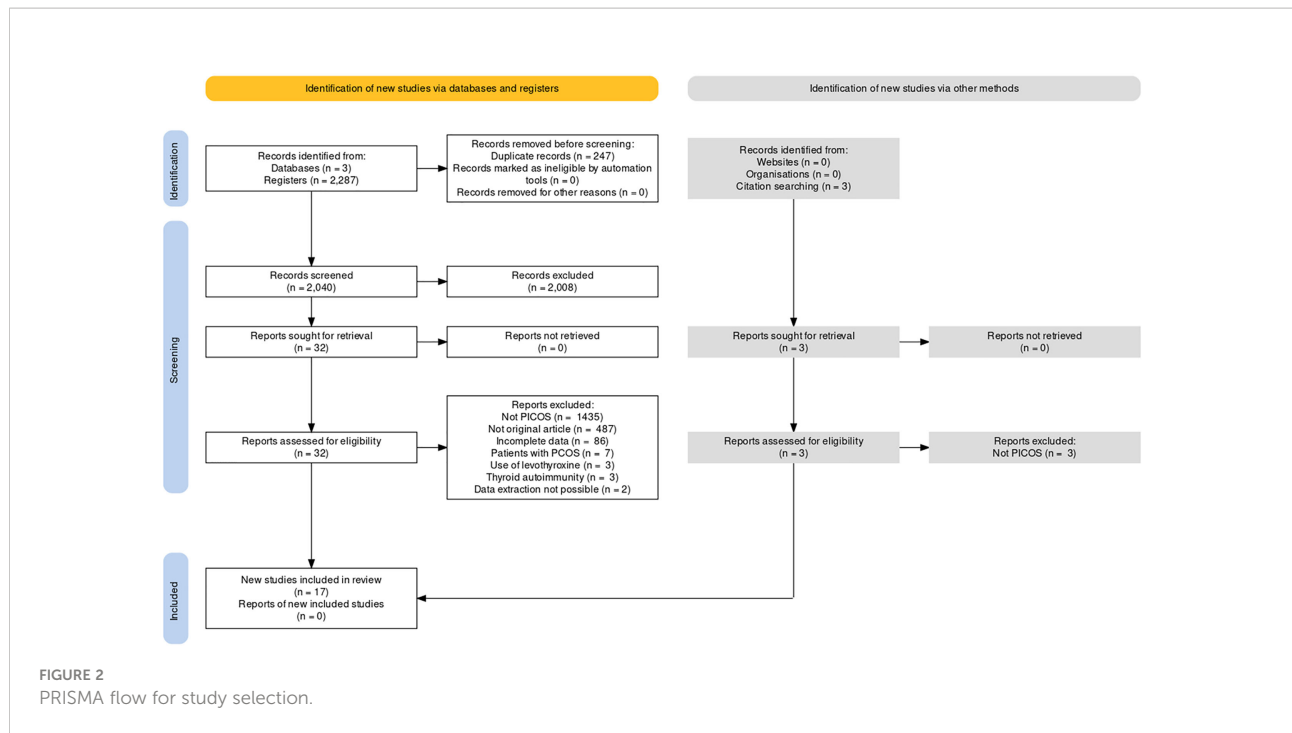 Identification of new studies via databases and registers
Identification of new studies via other methods
Identification
Records identified from:
Databases (n = 3)
Registers (n = 2,287)
Records removed before screening:
Duplicate records (n = 247)
Records marked as ineligible by automation
tools (n = 0)
Records removed for other reasons (n = 0)
Records identified from:
Websites (n = 0)
Organisations (n = 0)
Citation searching (n = 3)
Screening
Records screened
(n = 2,040)
Records excluded
(n = 2,008)
Reports sought for retrieval
(n = 32)
Reports not retrieved
(n = 0)
Reports sought for retrieval
(n = 3)
Reports not retrieved
(n = 0)
Reports assessed for eligibility
(n = 32)
Reports excluded:
Not PICOS (n = 1435)
Not original article (n = 487)
Incomplete data (n = 86)
Patients with PCOS (n = 7)
Use of levothyroxine (n = 3)
Thyroid autoimmunity (n = 3)
Data extraction not possible (n = 2)
Reports assessed for eligibility
(n = 3)
Reports excluded:
Not PICOS (n = 3)
Included
New studies included in review
(n = 17)
Reports of new included studies
(n = 0)
FIGURE 2
PRISMA flow for study selection.